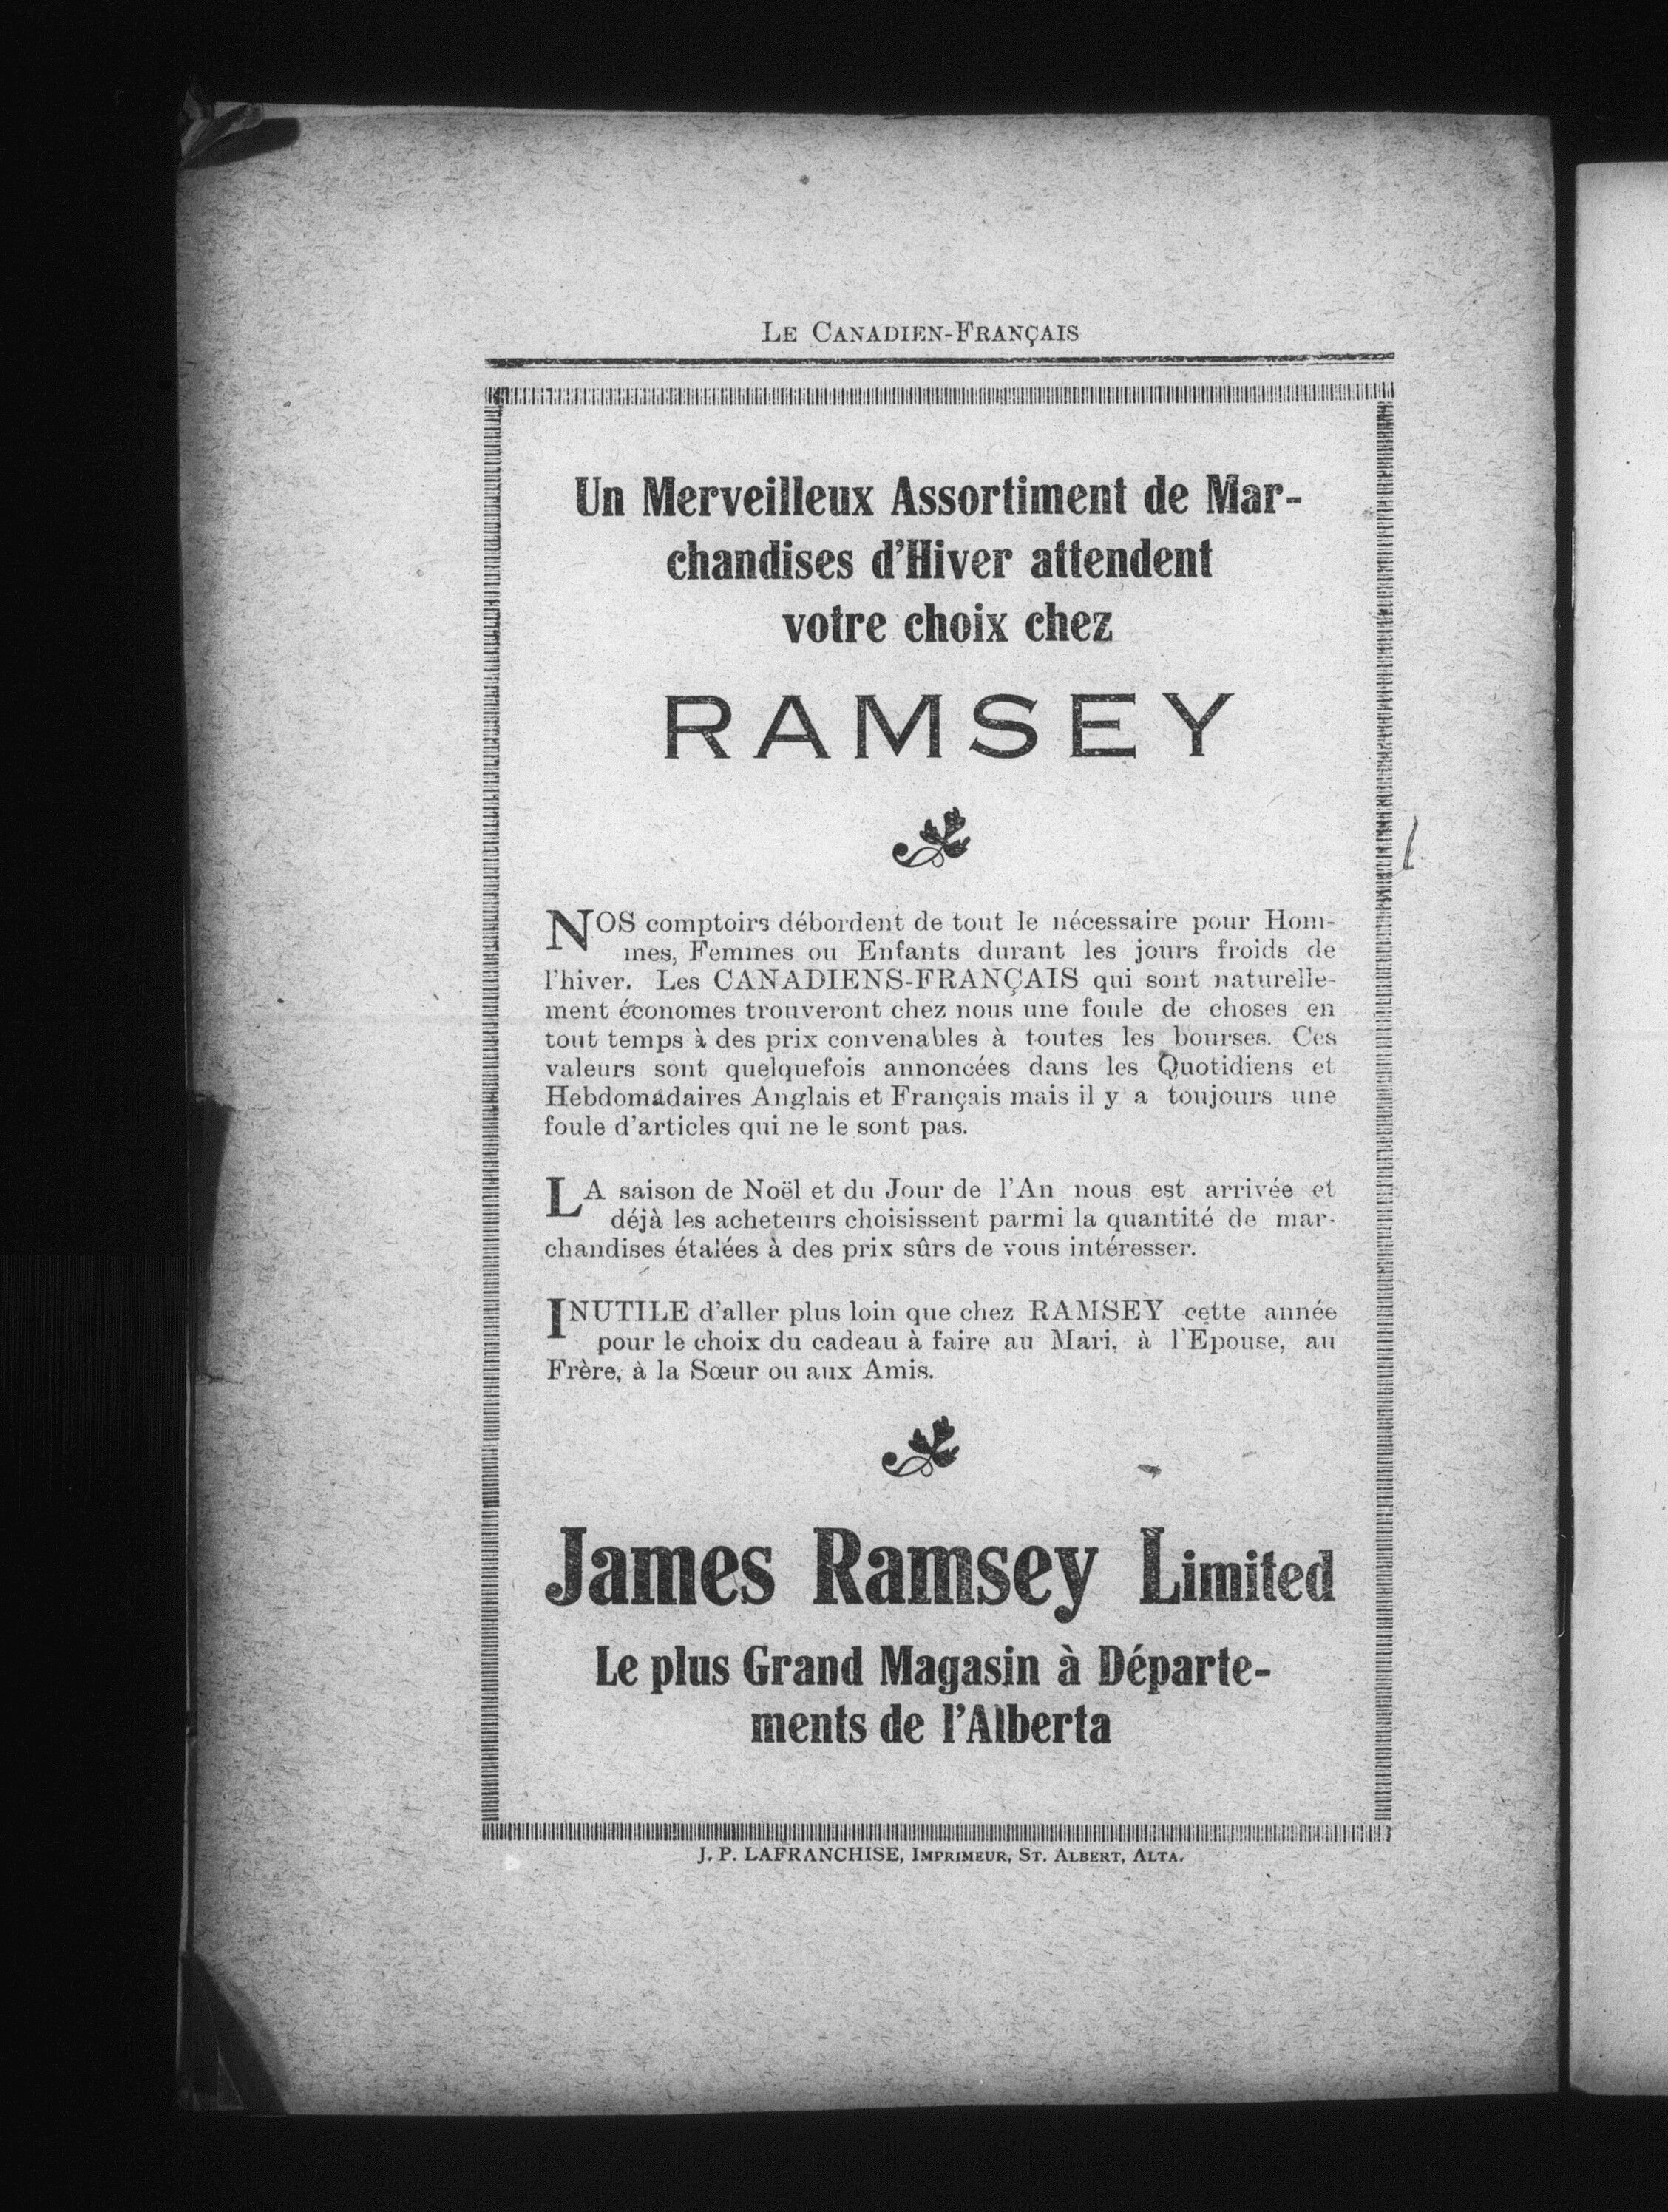 LE CANADIEN-FRANÇAIS
Un Merveilleux Assortiment de Mar-
chandises d'Hiver attendent
votre choix chez
RAMSEY
NOS comptoirs débordent de tout le nécessaire pour Hom-
mes, Femmes ou Enfants durant les jours froids de
l'hiver. Les CANADIENS-FRANÇAIS qui sont naturelle-
ment économes trouveront chez nous une foule de choses en
tout temps à des prix convenables à toutes les bourses. Ces
valeurs sont quelquefois annoncées dans les Quotidiens et
Hebdomadaires Anglais et Français mais il y a toujours une
foule d'articles qui ne le sont pas.
LA saison de Noël et du Jour de l'An nous est arrivée et
déjà les acheteurs choisissent parmi la quantité de mar-
chandises étalées à des prix sûrs de vous intéresser.
INUTILE d'aller plus loin que chez RAMSEY cette année
pour le choix du cadeau à faire au Mari, à l'Epouse, au
Frère, à la Sœur ou aux Amis.
James Ramsey Limited
Le plus Grand Magasin à Départe-
ments de l'Alberta
J. P. LAFRANCHISE, IMPRIMEUR, ST. ALBERT, ALTA.